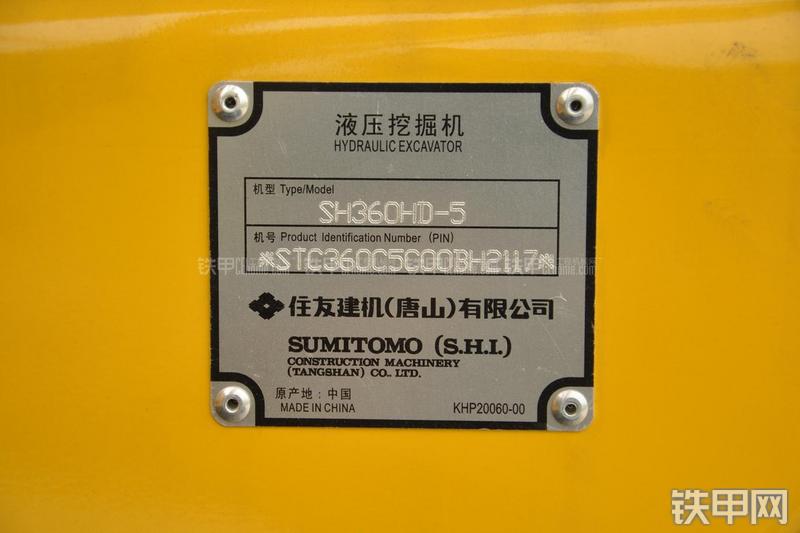 液压挖掘机
HYDRAULIC EXCAVATOR
机型 Type/Model
SH360HD-5
机号 Product Identification Number (PIN)
*STC360C5C00BH2117*
住友建机(唐山)有限公司
SUMITOMO (S.H.I.)
CONSTRUCTION MACHINERY
(TANGSHAN) CO., LTD.
原产地: 中国
MADE IN CHINA
KHP20060-00
铁甲网